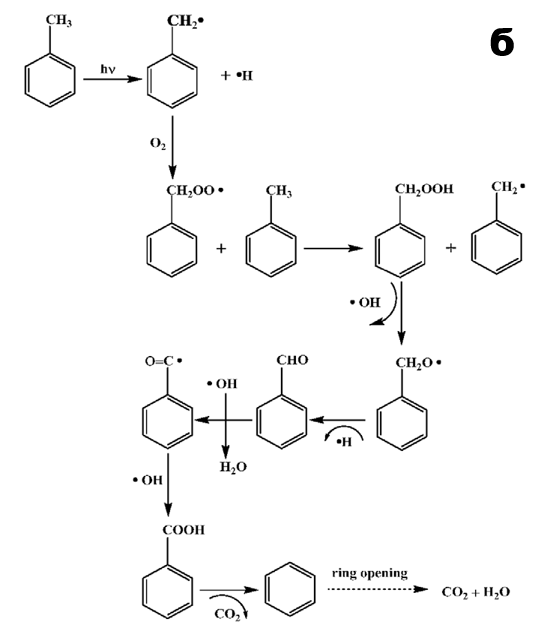 CH₃
CH₂•
б
hν
+ •H
O₂
CH₂OO•
CH₃
CH₂OOH
CH₂•
+
+
•OH
O=C•
•OH
CHO
CH₂O•
•H
H₂O
•OH
COOH
ring opening
CO₂
CO₂ + H₂O